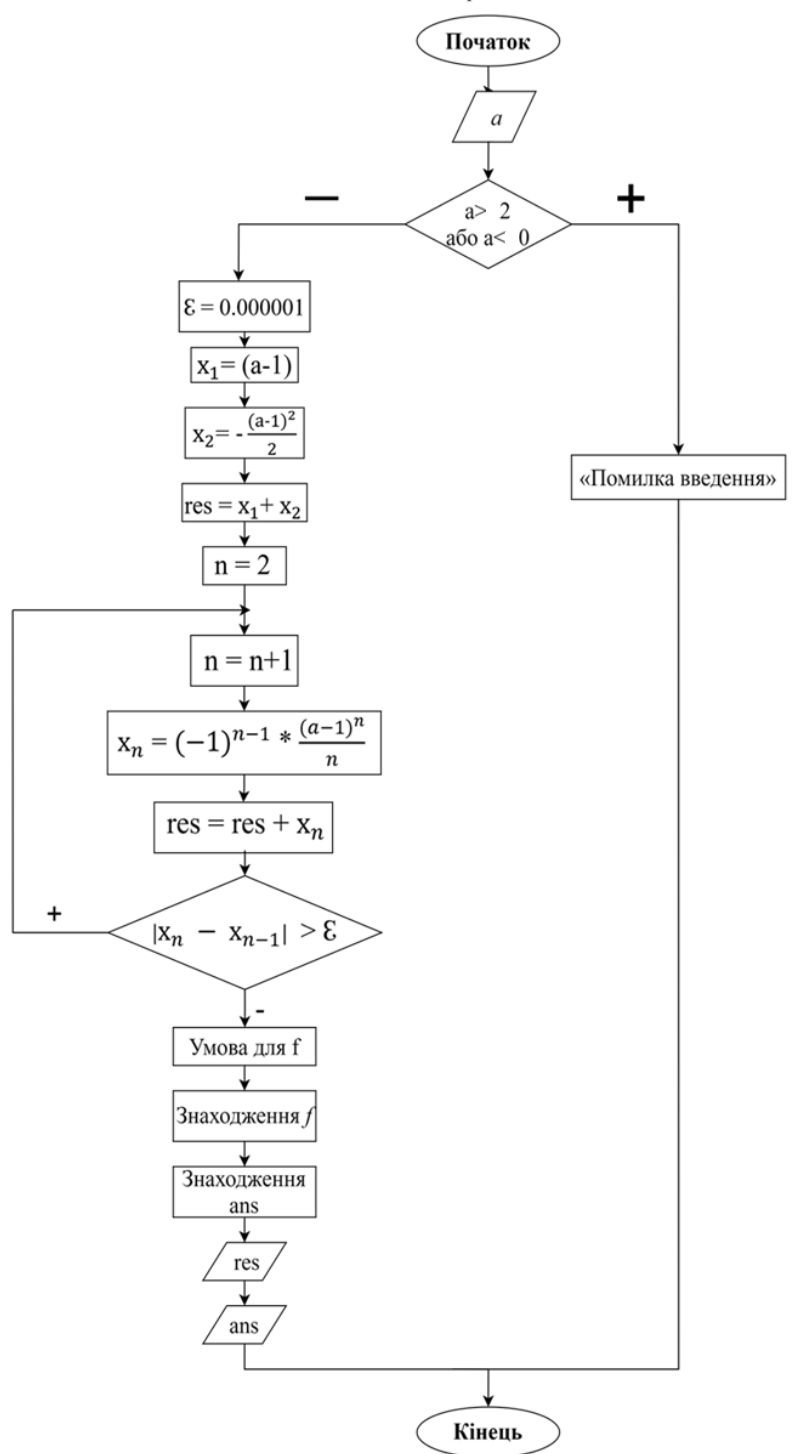 Початок
a
—
+
a> 2
або a< 0
Ɛ = 0.000001
x₁= (a-1)
x₂= - (a-1)²/2
«Помилка введення»
res = x₁+ x₂
n = 2
n = n+1
xₙ = (−1)ⁿ⁻¹ * (a−1)ⁿ/n
res = res + xₙ
+
|xₙ − xₙ₋₁| > Ɛ
-
Умова для f
Знаходження f
Знаходження
ans
res
ans
Кінець